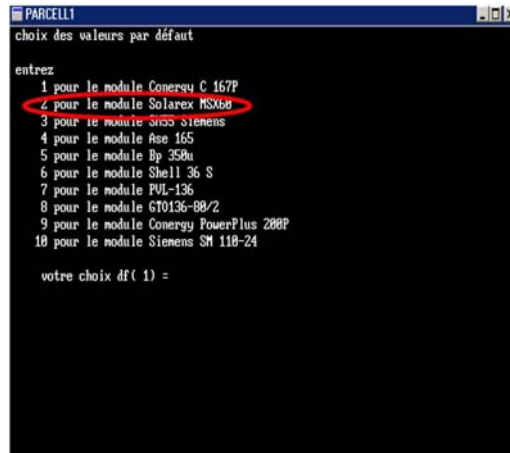 PARCELL1
choix des valeurs par défaut
entrez
1 pour le module Conergy C 167P
2 pour le module Solarex MSX60
3 pour le module SM55 Siemens
4 pour le module Ase 165
5 pour le module Bp 350u
6 pour le module Shell 36 S
7 pour le module PVL-136
8 pour le module GTO136-80/2
9 pour le module Conergy PowerPlus 200P
10 pour le module Siemens SM 110-24
votre choix df( 1) =